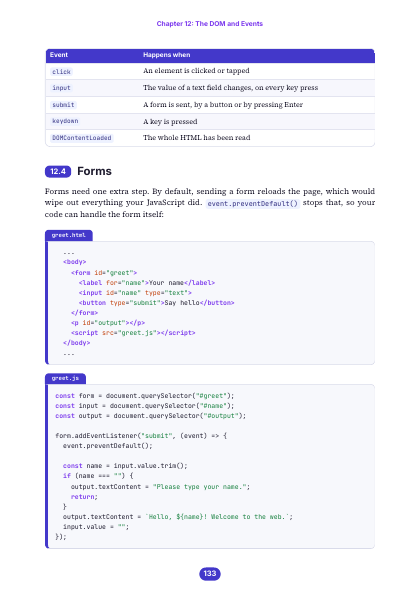 Chapter 12: The DOM and Events
Event Happens when
click An element is clicked or tapped
input The value of a text field changes, on every key press
submit A form is sent, by a button or by pressing Enter
keydown A key is pressed
DOMContentLoaded The whole HTML has been read
12.4 Forms
Forms need one extra step. By default, sending a form reloads the page, which would
wipe out everything your JavaScript did. event.preventDefault() stops that, so your
code can handle the form itself:
greet.html
...
<body>
<form id="greet">
<label for="name">Your name</label>
<input id="name" type="text">
<button type="submit">Say hello</button>
</form>
<p id="output"></p>
<script src="greet.js"></script>
</body>
...
greet.js
const form = document.querySelector("#greet");
const input = document.querySelector("#name");
const output = document.querySelector("#output");
form.addEventListener("submit", (event) => {
event.preventDefault();
const name = input.value.trim();
if (name === "") {
output.textContent = "Please type your name.";
return;
}
output.textContent = `Hello, ${name}! Welcome to the web.`;
input.value = "";
});
133